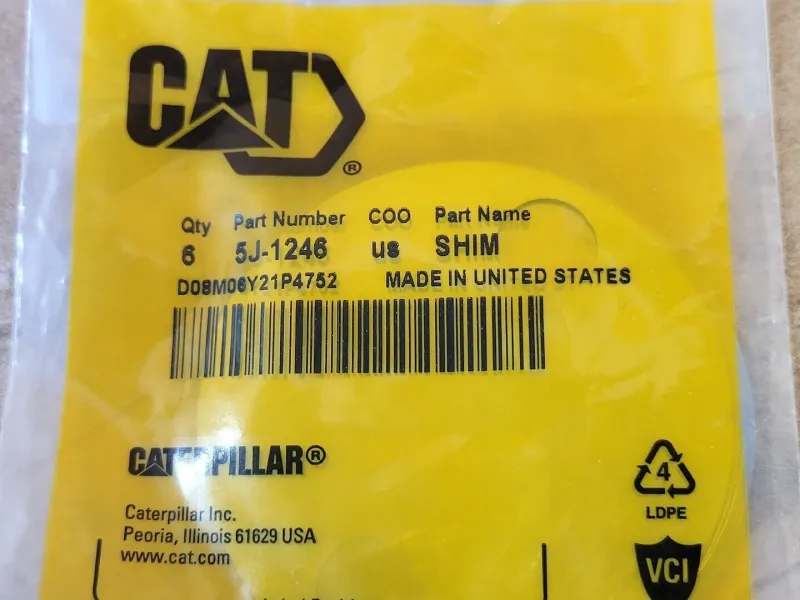 CAT®
Qty Part Number COO Part Name
6 5J-1246 us SHIM
D08M06Y21P4752 MADE IN UNITED STATES
CATERPILLAR®
Caterpillar Inc.
Peoria, Illinois 61629 USA
www.cat.com
4
LDPE
VCI